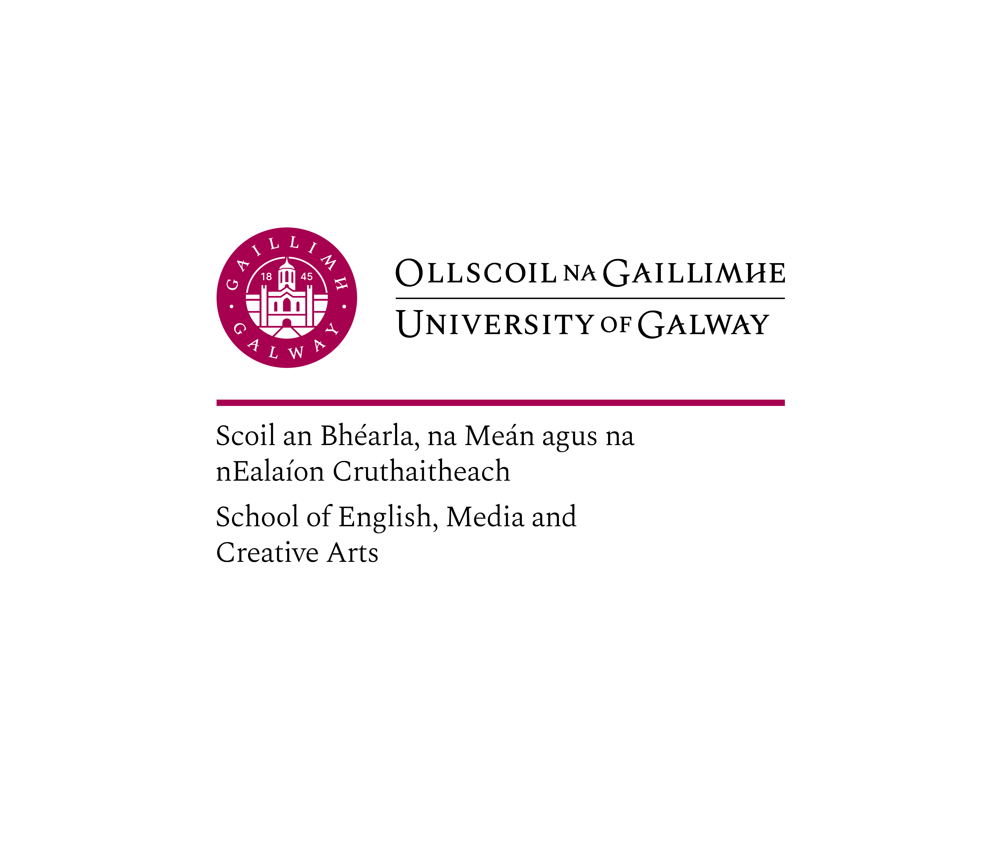 GAILLIMH
18 45
GALWAY
OLLSCOIL NA GAILLIMHE
UNIVERSITY OF GALWAY
Scoil an Bhéarla, na Meán agus na
nEalaíon Cruthaitheach
School of English, Media and
Creative Arts